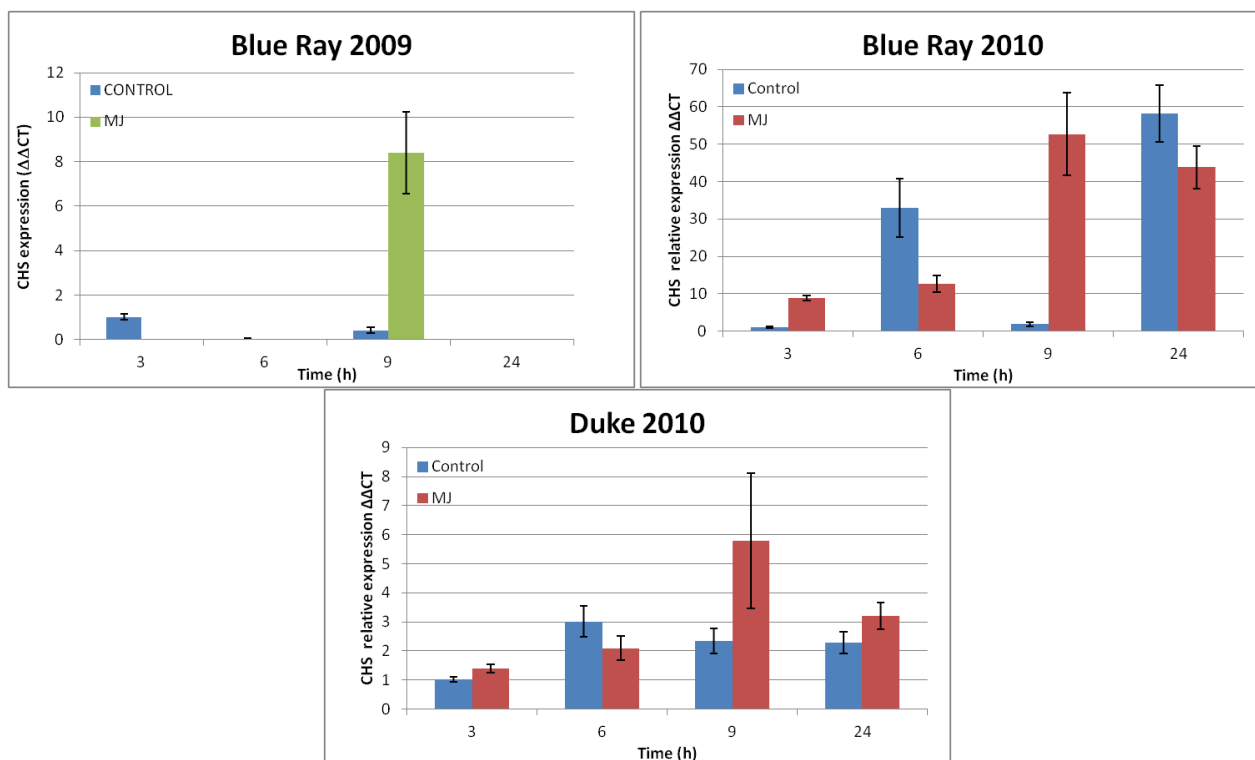 Blue Ray 2009
CHS expression (ΔΔCT)
12
10
8
6
4
2
0
CONTROL
MJ
3 6 9 24
Time (h)
Blue Ray 2010
CHS relative expression ΔΔCT
70
60
50
40
30
20
10
0
Control
MJ
3 6 9 24
Time (h)
Duke 2010
CHS relative expression ΔΔCT
9
8
7
6
5
4
3
2
1
0
Control
MJ
3 6 9 24
Time (h)